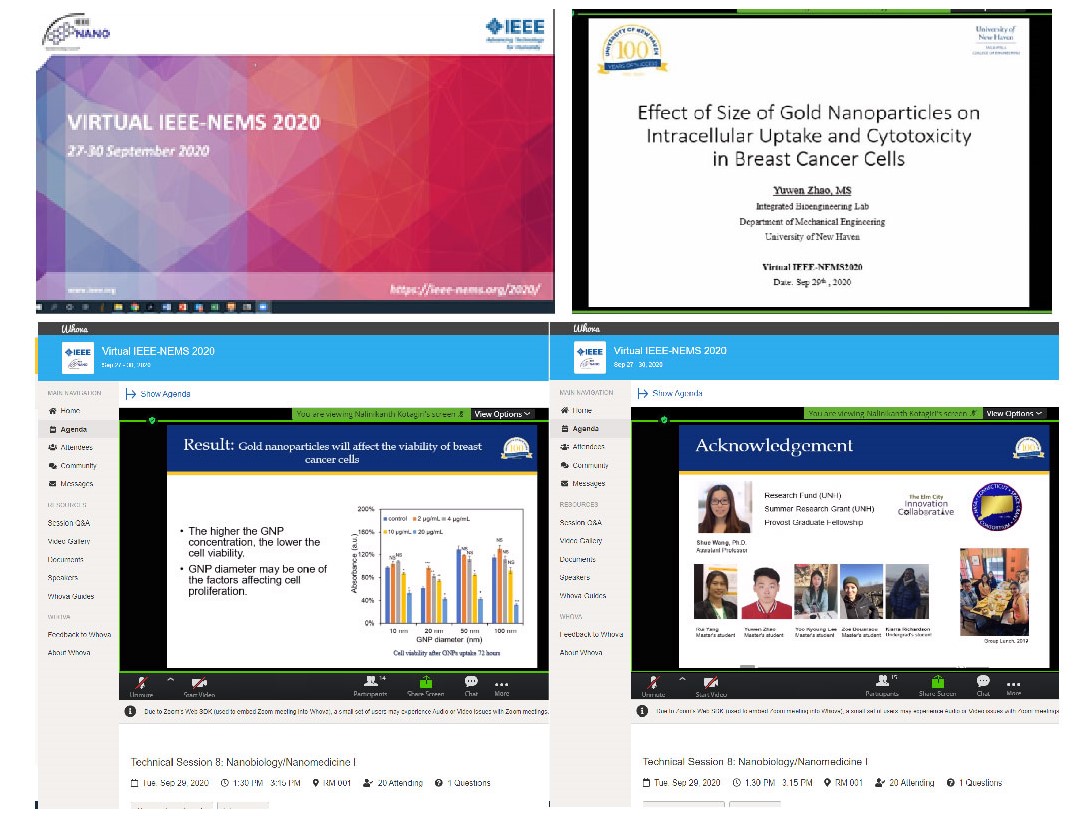 IEEE
NANO
IEEE
Advancing Technology
for Humanity
VIRTUAL IEEE-NEMS 2020
27-30 September 2020
www.ieee.org
https://ieee-nems.org/2020/
UNIVERSITY OF NEW HAVEN
100
YEARS OF SUCCESS
University of
New Haven
COLLEGE OF ENGINEERING
Effect of Size of Gold Nanoparticles on
Intracellular Uptake and Cytotoxicity
in Breast Cancer Cells
Yuwen Zhao, MS
Integrated Bioengineering Lab
Department of Mechanical Engineering
University of New Haven
Virtual IEEE-NEMS2020
Date: Sep 29th , 2020
Whova
IEEE
Virtual IEEE-NEMS 2020
Sep 27 - 30, 2020
MAIN NAVIGATION
Home
Agenda
Attendees
Community
Messages
RESOURCES
Session Q&A
Video Gallery
Documents
Speakers
Whova Guides
WHOVA
Feedback to Whova
About Whova
Show Agenda
You are viewing Nalinikanth Kotagiri's screen
View Options
Result: Gold nanoparticles will affect the viability of breast
cancer cells
100
• The higher the GNP
concentration, the lower the
cell viability.
• GNP diameter may be one of
the factors affecting cell
proliferation.
control 2 µg/mL 4 µg/mL
10 µg/mL 20 µg/mL
Absorbance (a.u.)
200%
160%
120%
80%
40%
0%
10 nm 20 nm 50 nm 100 nm
GNP diameter (nm)
Cell viability after GNPs uptake 72 hours
Unmute
Start Video
Participants
14
Share Screen
Chat
More
Due to Zoom's Web SDK (used to embed Zoom meeting into Whova), a small set of users may experience Audio or Video issues with Zoom meetings.
Technical Session 8: Nanobiology/Nanomedicine I
Tue, Sep 29, 2020 1:30 PM 3:15 PM RM 001 20 Attending 1 Questions
Whova
IEEE
Virtual IEEE-NEMS 2020
Sep 27 - 30, 2020
MAIN NAVIGATION
Home
Agenda
Attendees
Community
Messages
RESOURCES
Session Q&A
Video Gallery
Documents
Speakers
Whova Guides
WHOVA
Feedback to Whova
About Whova
Show Agenda
You are viewing Nalinikanth Kotagiri's screen
View Options
Acknowledgement
100
Shue Wang, Ph.D.
Assistant Professor
Research Fund (UNH)
Summer Research Grant (UNH)
Provost Graduate Fellowship
The Elm City
Innovation
Collaborative
CONNECTICUT SPACE GRANT CONSORTIUM
Rui Yang
Master's student
Yuwen Zhao
Master's student
Yoo Kyoung Lee
Master's student
Zoe
Master's student
Richardson
Undergrad's student
Group Lunch, 2019
Unmute
Start Video
Participants
15
Share Screen
Chat
More
Due to Zoom's Web SDK (used to embed Zoom meeting into Whova), a small set of users may experience Audio or Video issues with Zoom meetings
Technical Session 8: Nanobiology/Nanomedicine I
Tue, Sep 29, 2020 1:30 PM 3:15 PM RM 001 20 Attending 1 Questions